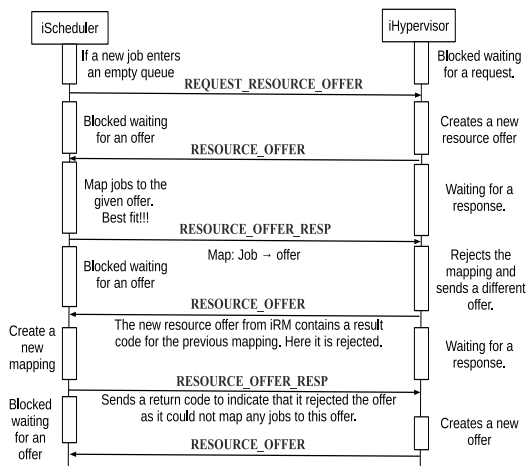 iScheduler
iHypervisor
If a new job enters
an empty queue
Blocked waiting
for a request.
REQUEST_RESOURCE_OFFER
Blocked waiting
for an offer
Creates a new
resource offer
RESOURCE_OFFER
Map jobs to the
given offer.
Best fit!!!
Waiting for a
response.
RESOURCE_OFFER_RESP
Map: Job → offer
Blocked waiting
for an offer
Rejects the
mapping and
sends a different
offer.
RESOURCE_OFFER
Create a
new
mapping
The new resource offer from iRM contains a result
code for the previous mapping. Here it is rejected.
Waiting for a
response.
RESOURCE_OFFER_RESP
Sends a return code to indicate that it rejected the offer
as it could not map any jobs to this offer.
Blocked
waiting
for an
offer
Creates a new
offer
RESOURCE_OFFER